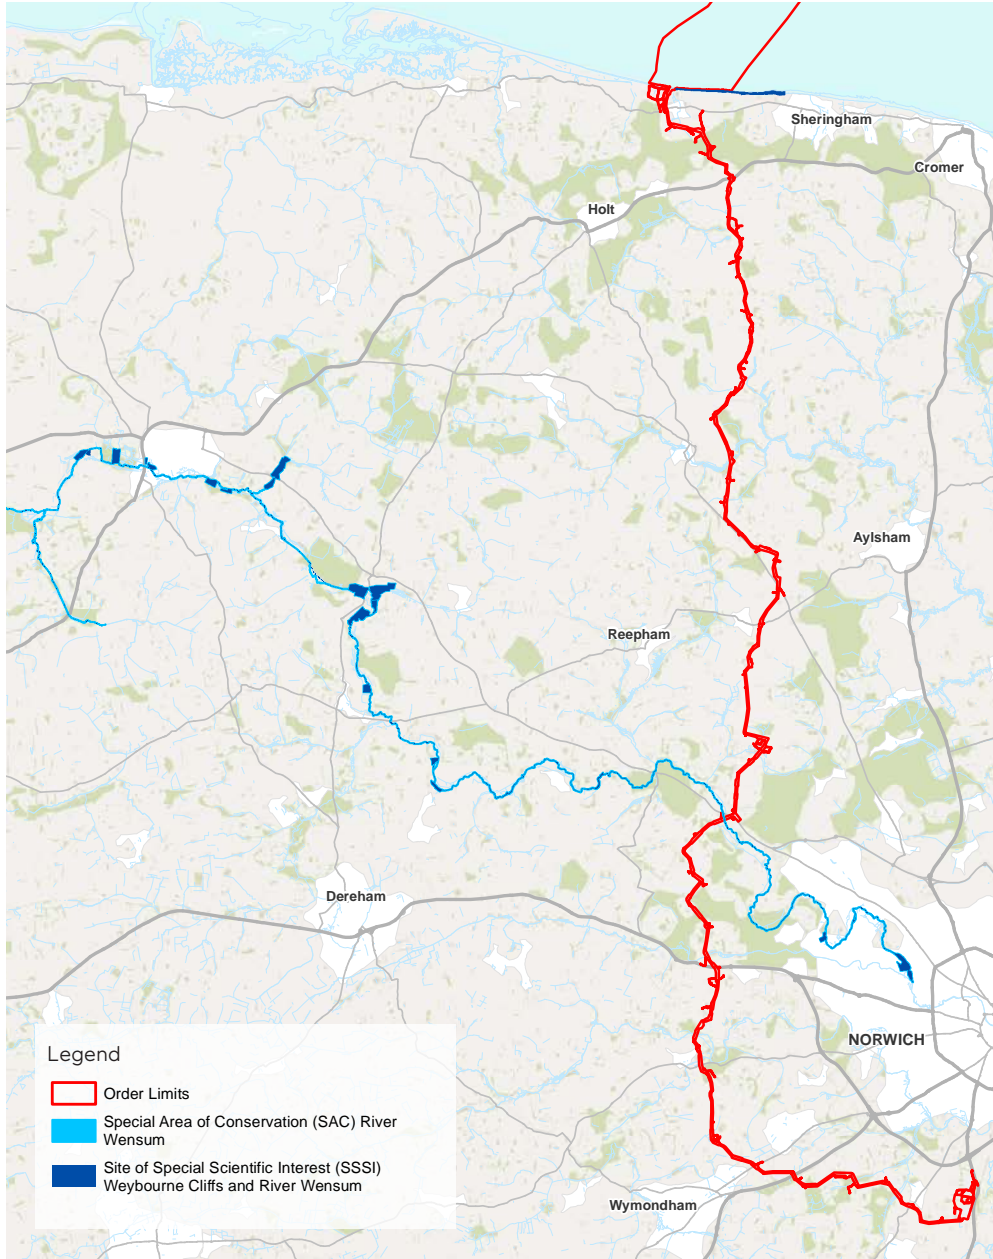 Sheringham
Cromer
Holt
Aylsham
Reepham
Dereham
NORWICH
Wymondham
Legend
Order Limits
Special Area of Conservation (SAC) River
Wensum
Site of Special Scientific Interest (SSSI)
Weybourne Cliffs and River Wensum